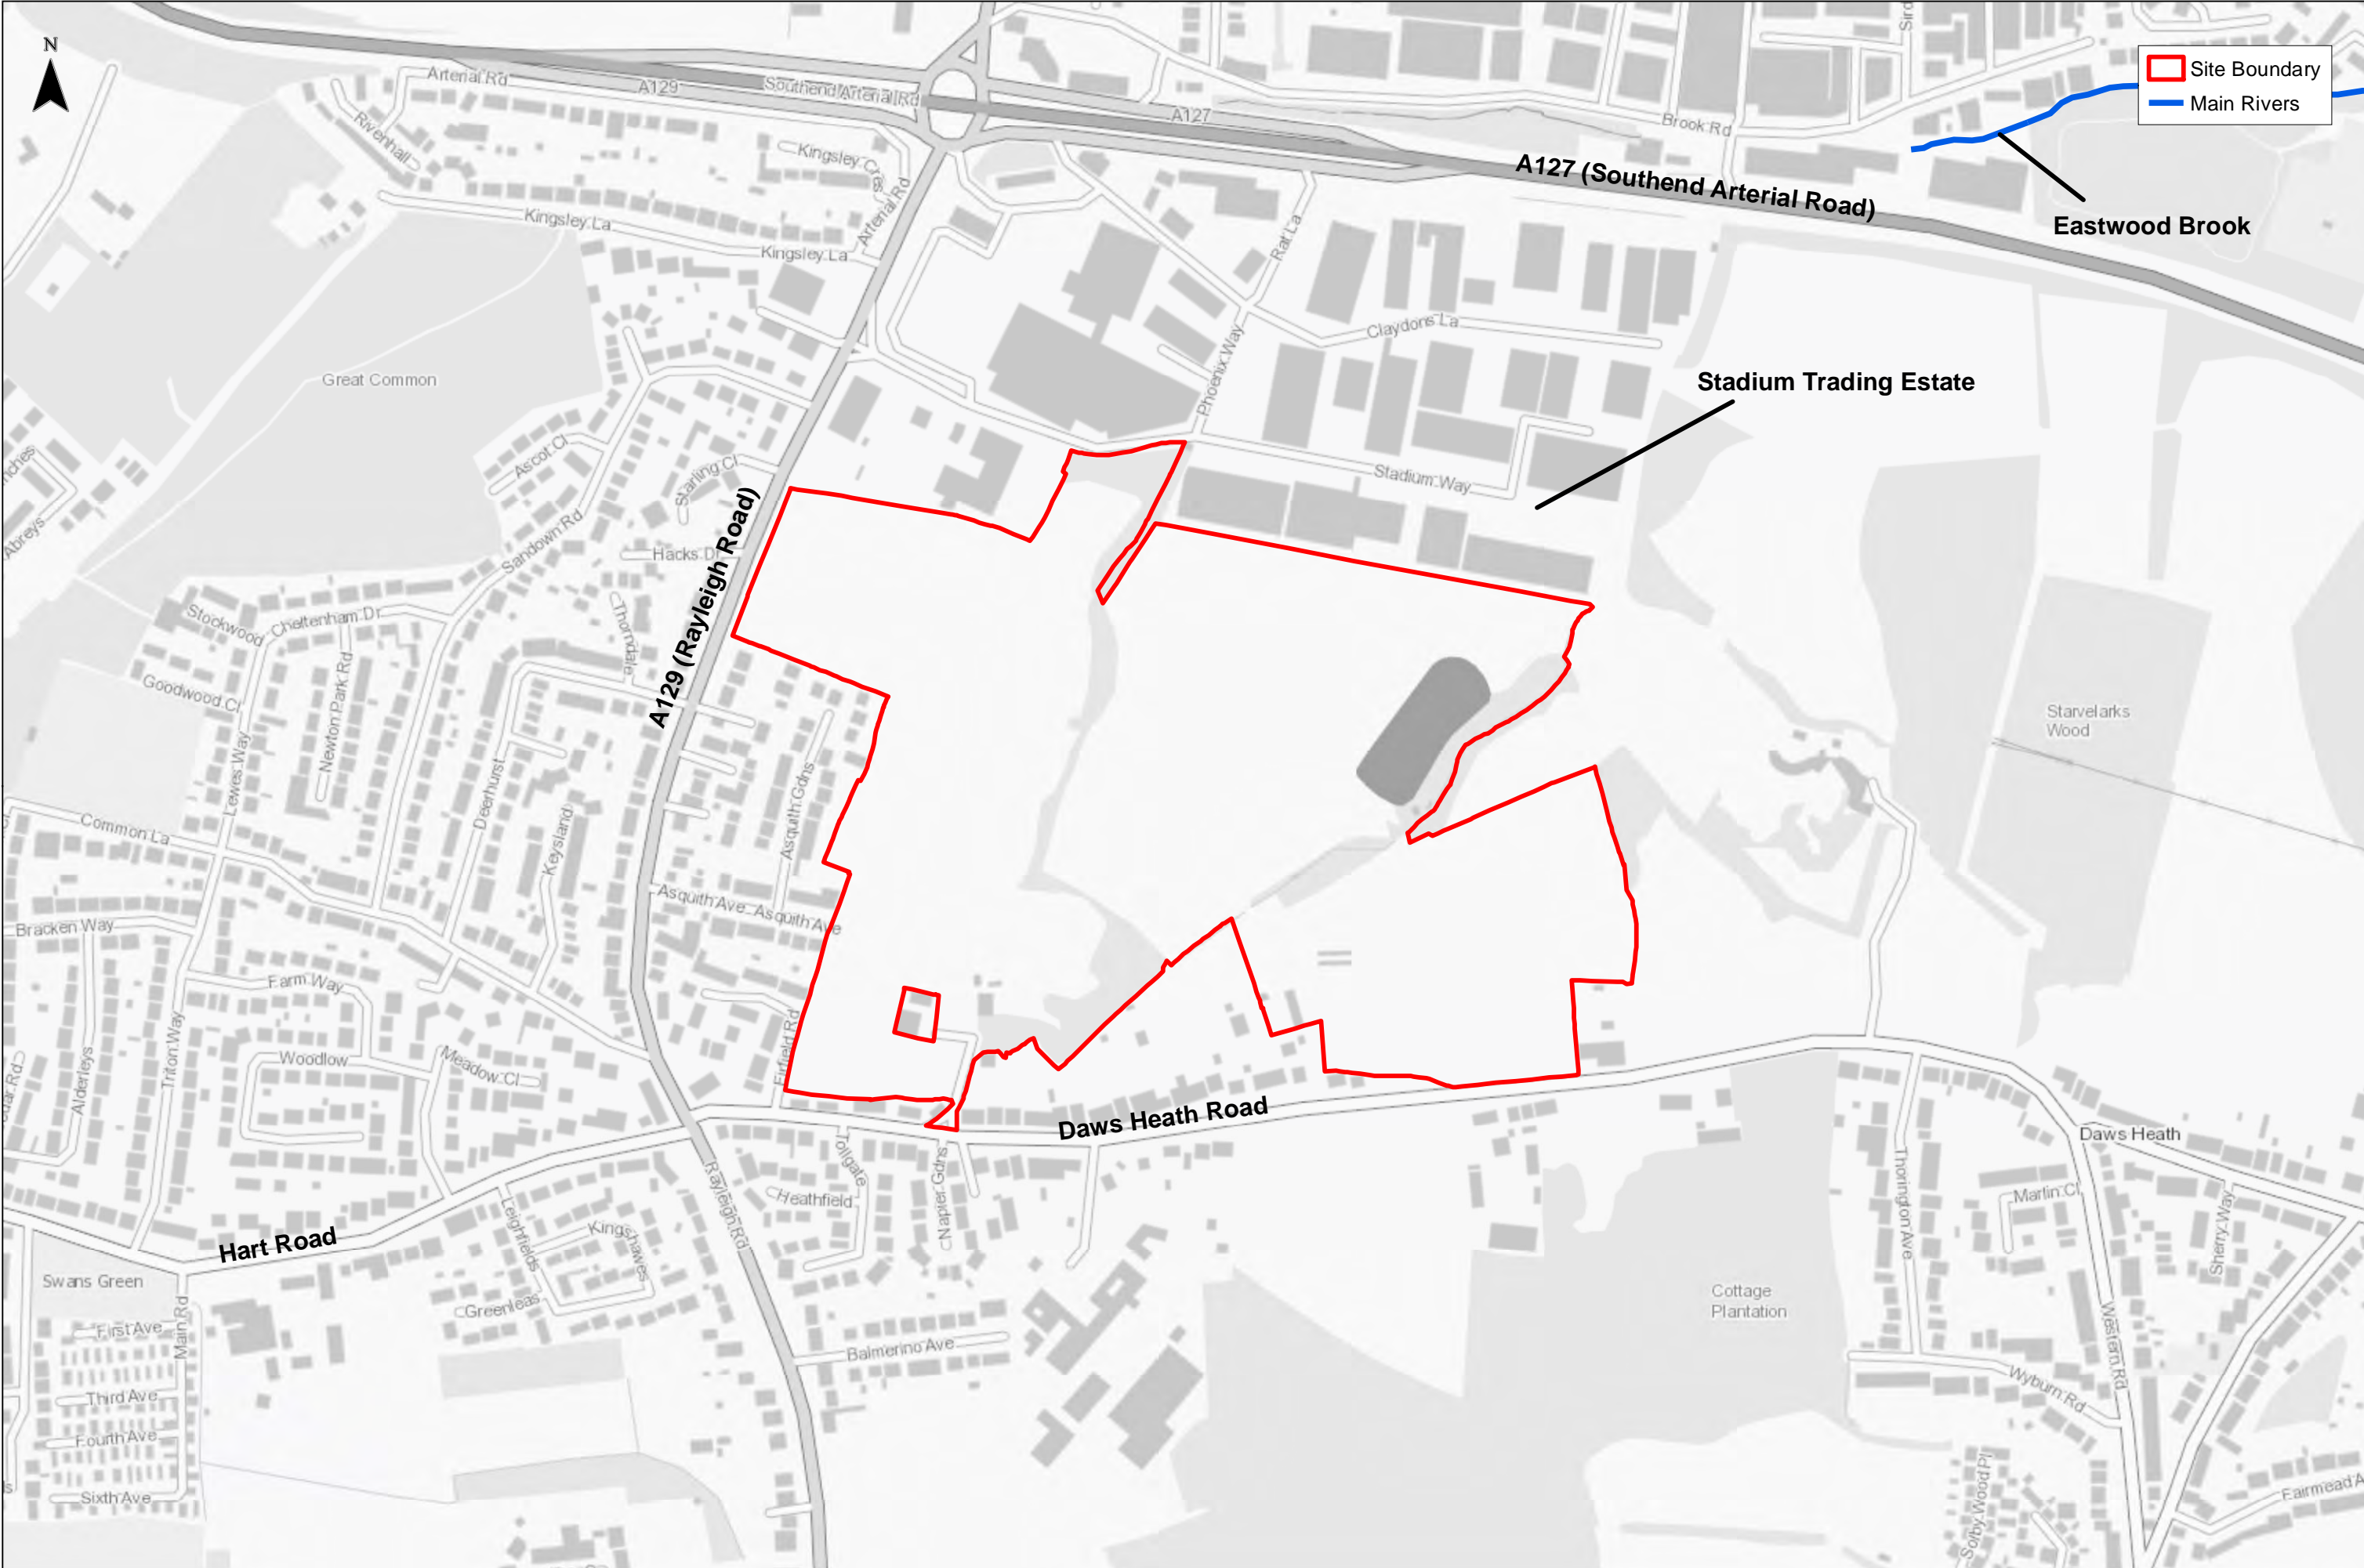 N
Site Boundary
Main Rivers
Arterial Rd
A129
Southend Arterial Rd
A127
Brook Rd
Rivenhall
Kingsley Cres
Arterial Rd
A127 (Southend Arterial Road)
Eastwood Brook
Kingsley La
Kingsley La
Rat La
Claydons La
Phoenix Way
Great Common
Stadium Trading Estate
Ascot Cl
Starling Cl
Stadium Way
Abreys
Sandown Rd
Hacks Dr
A129 (Rayleigh Road)
Stockwood
Cheltenham Dr
Thorndale
Goodwood Cl
Newton Park Rd
Starvelarks
Wood
Lewes Way
Deerhurst
Asquith Gdns
Common La
Keysland
Asquith Ave
Asquith Ave
Bracken Way
Farm Way
Triton Way
Alderleys
Woodlow
Meadow Cl
Firfield Rd
Daws Heath Road
Daws Heath
Tollgate
Heathfield
Napier Gdns
Rayleigh Rd
Thorington Ave
Marlin Cl
Sherry Way
Hart Road
Leighfields
Kingshawes
Swans Green
Greenleas
Main Rd
First Ave
Cottage
Plantation
Western Rd
Balmerino Ave
Wyburn Rd
Third Ave
Fourth Ave
Sixth Ave
Solby Wood Pl
Fairmead A